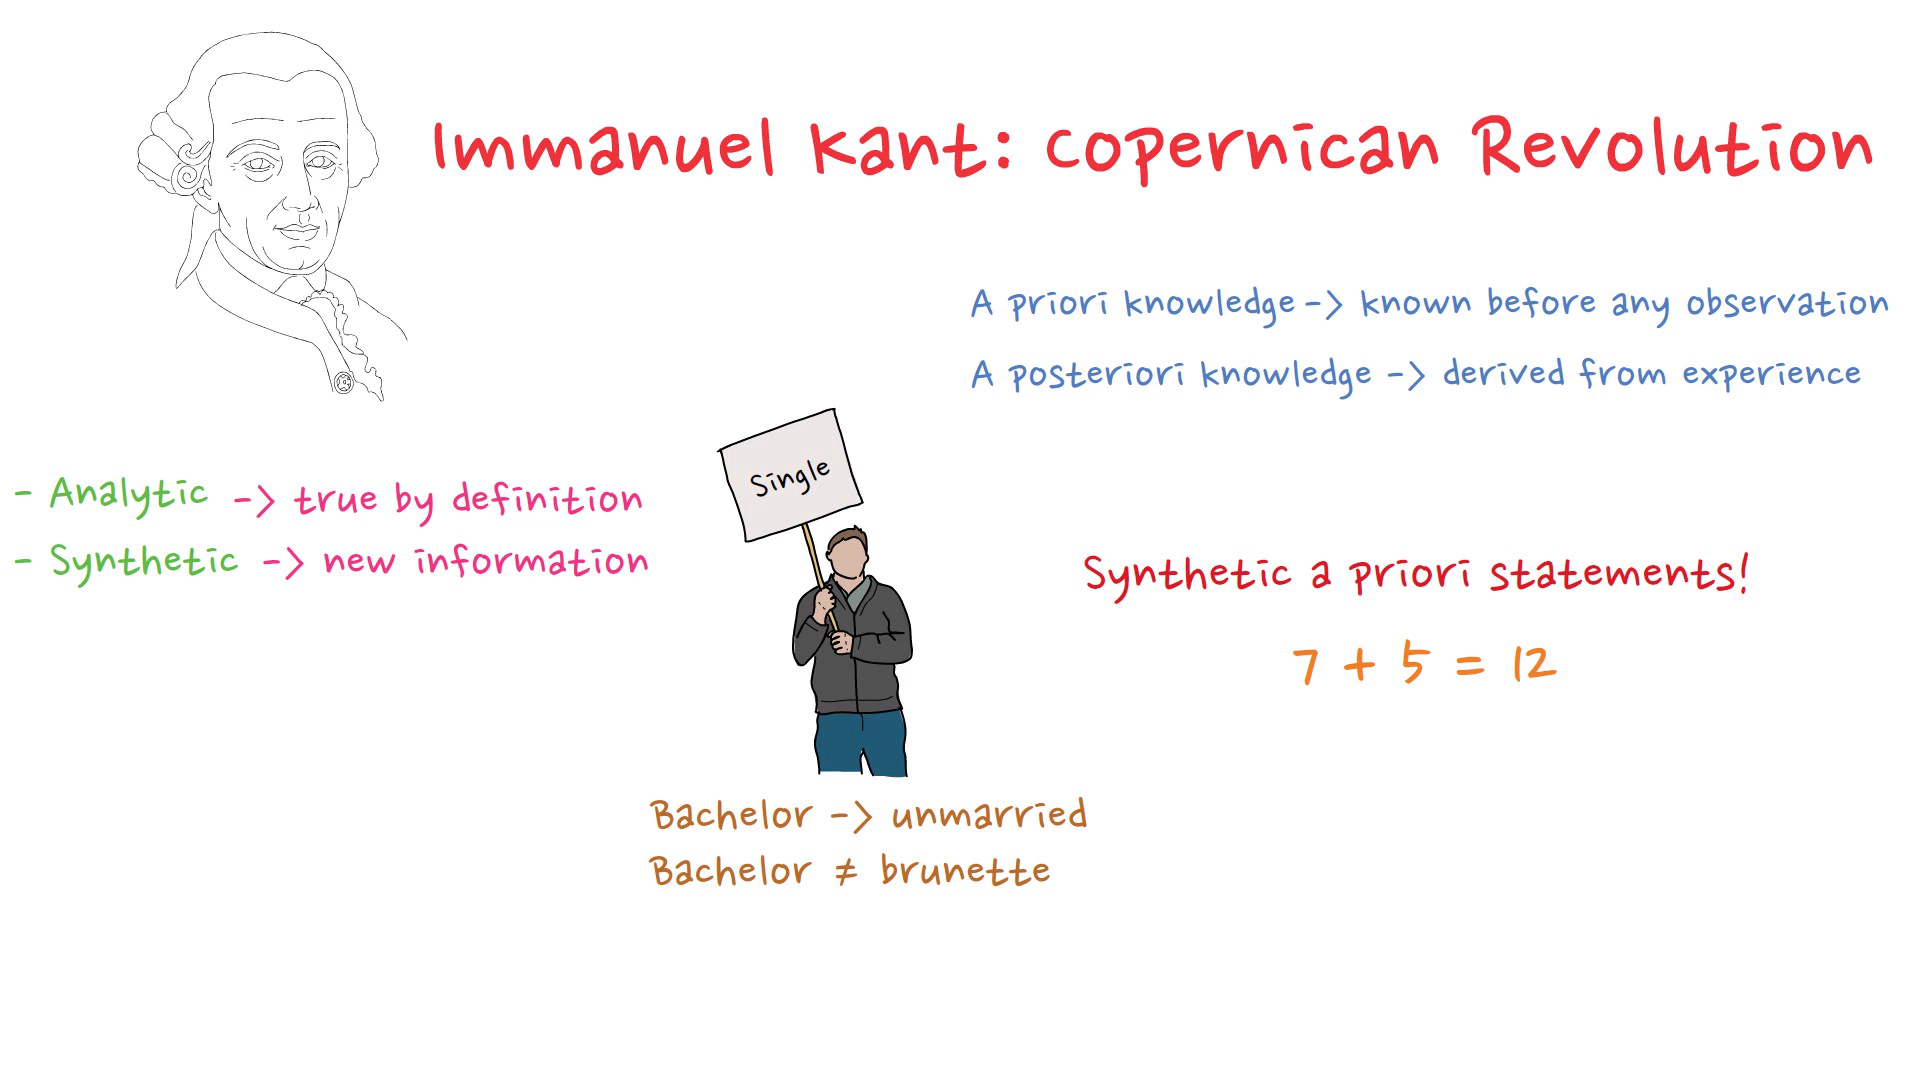 Immanuel Kant: Copernican Revolution
A priori knowledge -> known before any observation
A posteriori knowledge -> derived from experience
- Analytic -> true by definition
- Synthetic -> new information
Single
Synthetic a priori statements!
7 + 5 = 12
Bachelor -> unmarried
Bachelor ≠ brunette